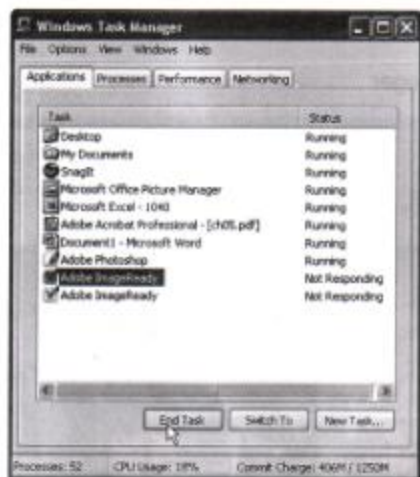 Windows Task Manager
File Options View Windows Help
Applications Processes Performance Networking
Task Status
Desktop Running
My Documents Running
SnagIt Running
Microsoft Office Picture Manager Running
Microsoft Excel - 1040 Running
Adobe Acrobat Professional - [ch05.pdf] Running
Document1 - Microsoft Word Running
Adobe Photoshop Running
Adobe ImageReady Not Responding
Adobe ImageReady Not Responding
End Task Switch To New Task...
Processes: 52 CPU Usage: 18% Commit Charge: 406M / 1250M